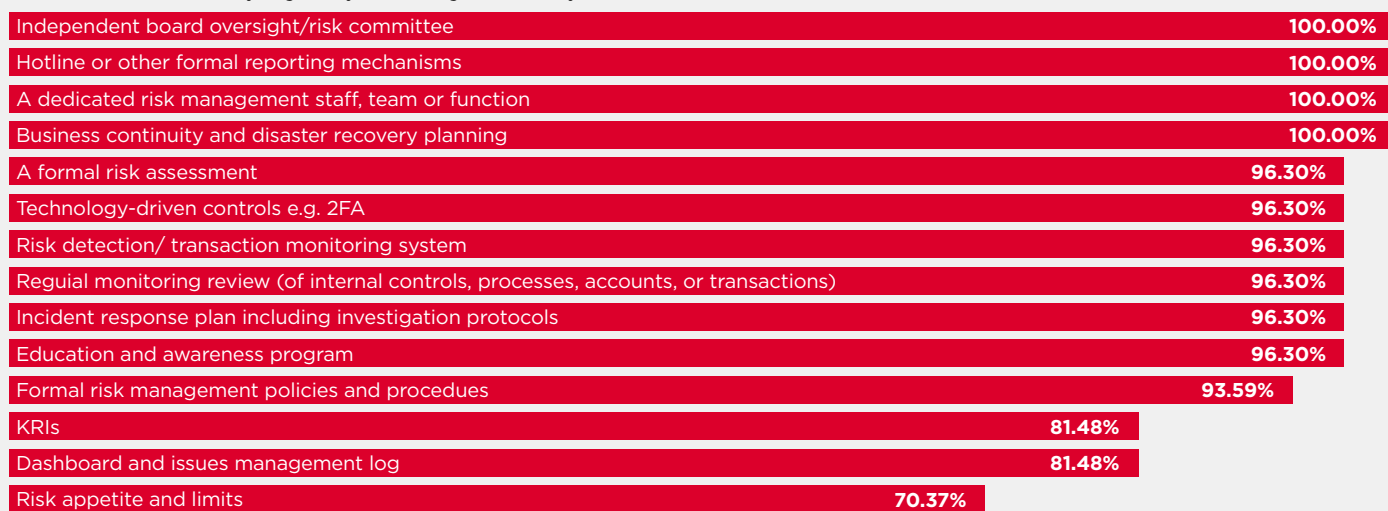 Independent board oversight/risk committee 100.00%
Hotline or other formal reporting mechanisms 100.00%
A dedicated risk management staff, team or function 100.00%
Business continuity and disaster recovery planning 100.00%
A formal risk assessment 96.30%
Technology-driven controls e.g. 2FA 96.30%
Risk detection/ transaction monitoring system 96.30%
Reguial monitoring review (of internal controls, processes, accounts, or transactions) 96.30%
Incident response plan including investigation protocols 96.30%
Education and awareness program 96.30%
Formal risk management policies and procedues 93.59%
KRIs 81.48%
Dashboard and issues management log 81.48%
Risk appetite and limits 70.37%